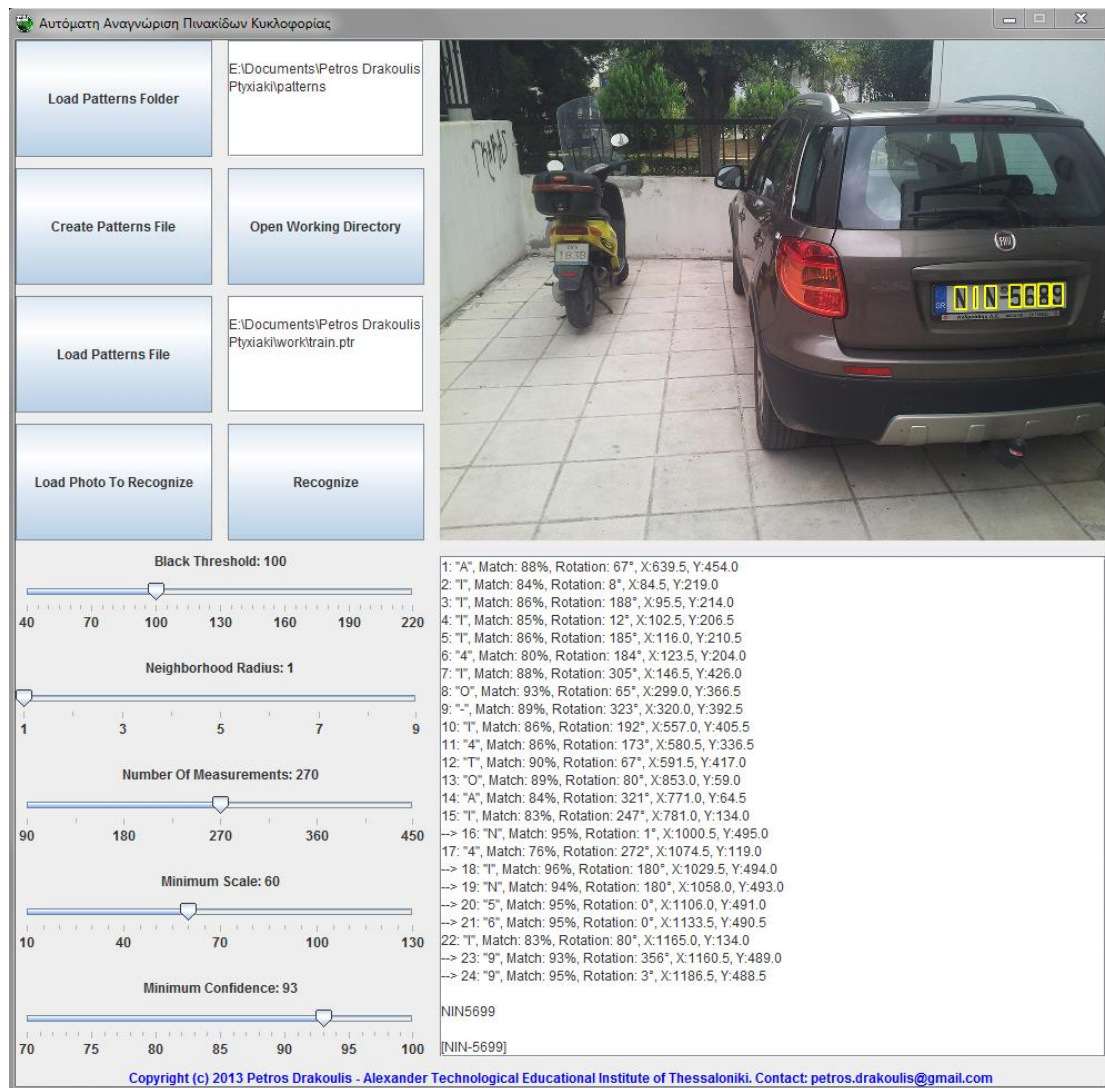 Αυτόματη Αναγνώριση Πινακίδων Κυκλοφορίας
Load Patterns Folder
E:\Documents\Petros Drakoulis
Ptyxiaki\patterns
Create Patterns File
Open Working Directory
Load Patterns File
E:\Documents\Petros Drakoulis
Ptyxiaki\work\train.ptr
Load Photo To Recognize
Recognize
1838
FIAT
GR
NIN-5689
Black Threshold: 100
40 70 100 130 160 190 220
Neighborhood Radius: 1
1 3 5 7 9
Number Of Measurements: 270
90 180 270 360 450
Minimum Scale: 60
10 40 70 100 130
Minimum Confidence: 93
70 75 80 85 90 95 100
1: "A", Match: 88%, Rotation: 67°, X:639.5, Y:454.0
2: "I", Match: 84%, Rotation: 8°, X:84.5, Y:219.0
3: "I", Match: 86%, Rotation: 188°, X:95.5, Y:214.0
4: "I", Match: 85%, Rotation: 12°, X:102.5, Y:206.5
5: "I", Match: 86%, Rotation: 185°, X:116.0, Y:210.5
6: "4", Match: 80%, Rotation: 184°, X:123.5, Y:204.0
7: "I", Match: 88%, Rotation: 305°, X:146.5, Y:426.0
8: "O", Match: 93%, Rotation: 65°, X:299.0, Y:366.5
9: "-", Match: 89%, Rotation: 323°, X:320.0, Y:392.5
10: "I", Match: 86%, Rotation: 192°, X:557.0, Y:405.5
11: "4", Match: 86%, Rotation: 173°, X:580.5, Y:336.5
12: "T", Match: 90%, Rotation: 67°, X:591.5, Y:417.0
13: "O", Match: 89%, Rotation: 80°, X:853.0, Y:59.0
14: "A", Match: 84%, Rotation: 321°, X:771.0, Y:64.5
15: "I", Match: 83%, Rotation: 247°, X:781.0, Y:134.0
--> 16: "N", Match: 95%, Rotation: 1°, X:1000.5, Y:495.0
17: "4", Match: 76%, Rotation: 272°, X:1074.5, Y:119.0
--> 18: "I", Match: 96%, Rotation: 180°, X:1029.5, Y:494.0
--> 19: "N", Match: 94%, Rotation: 180°, X:1058.0, Y:493.0
--> 20: "5", Match: 95%, Rotation: 0°, X:1106.0, Y:491.0
--> 21: "6", Match: 95%, Rotation: 0°, X:1133.5, Y:490.5
22: "I", Match: 83%, Rotation: 80°, X:1165.0, Y:134.0
--> 23: "9", Match: 93%, Rotation: 356°, X:1160.5, Y:489.0
--> 24: "9", Match: 95%, Rotation: 3°, X:1186.5, Y:488.5
NIN5699
[NIN-5699]
Copyright (c) 2013 Petros Drakoulis - Alexander Technological Educational Institute of Thessaloniki. Contact: petros.drakoulis@gmail.com